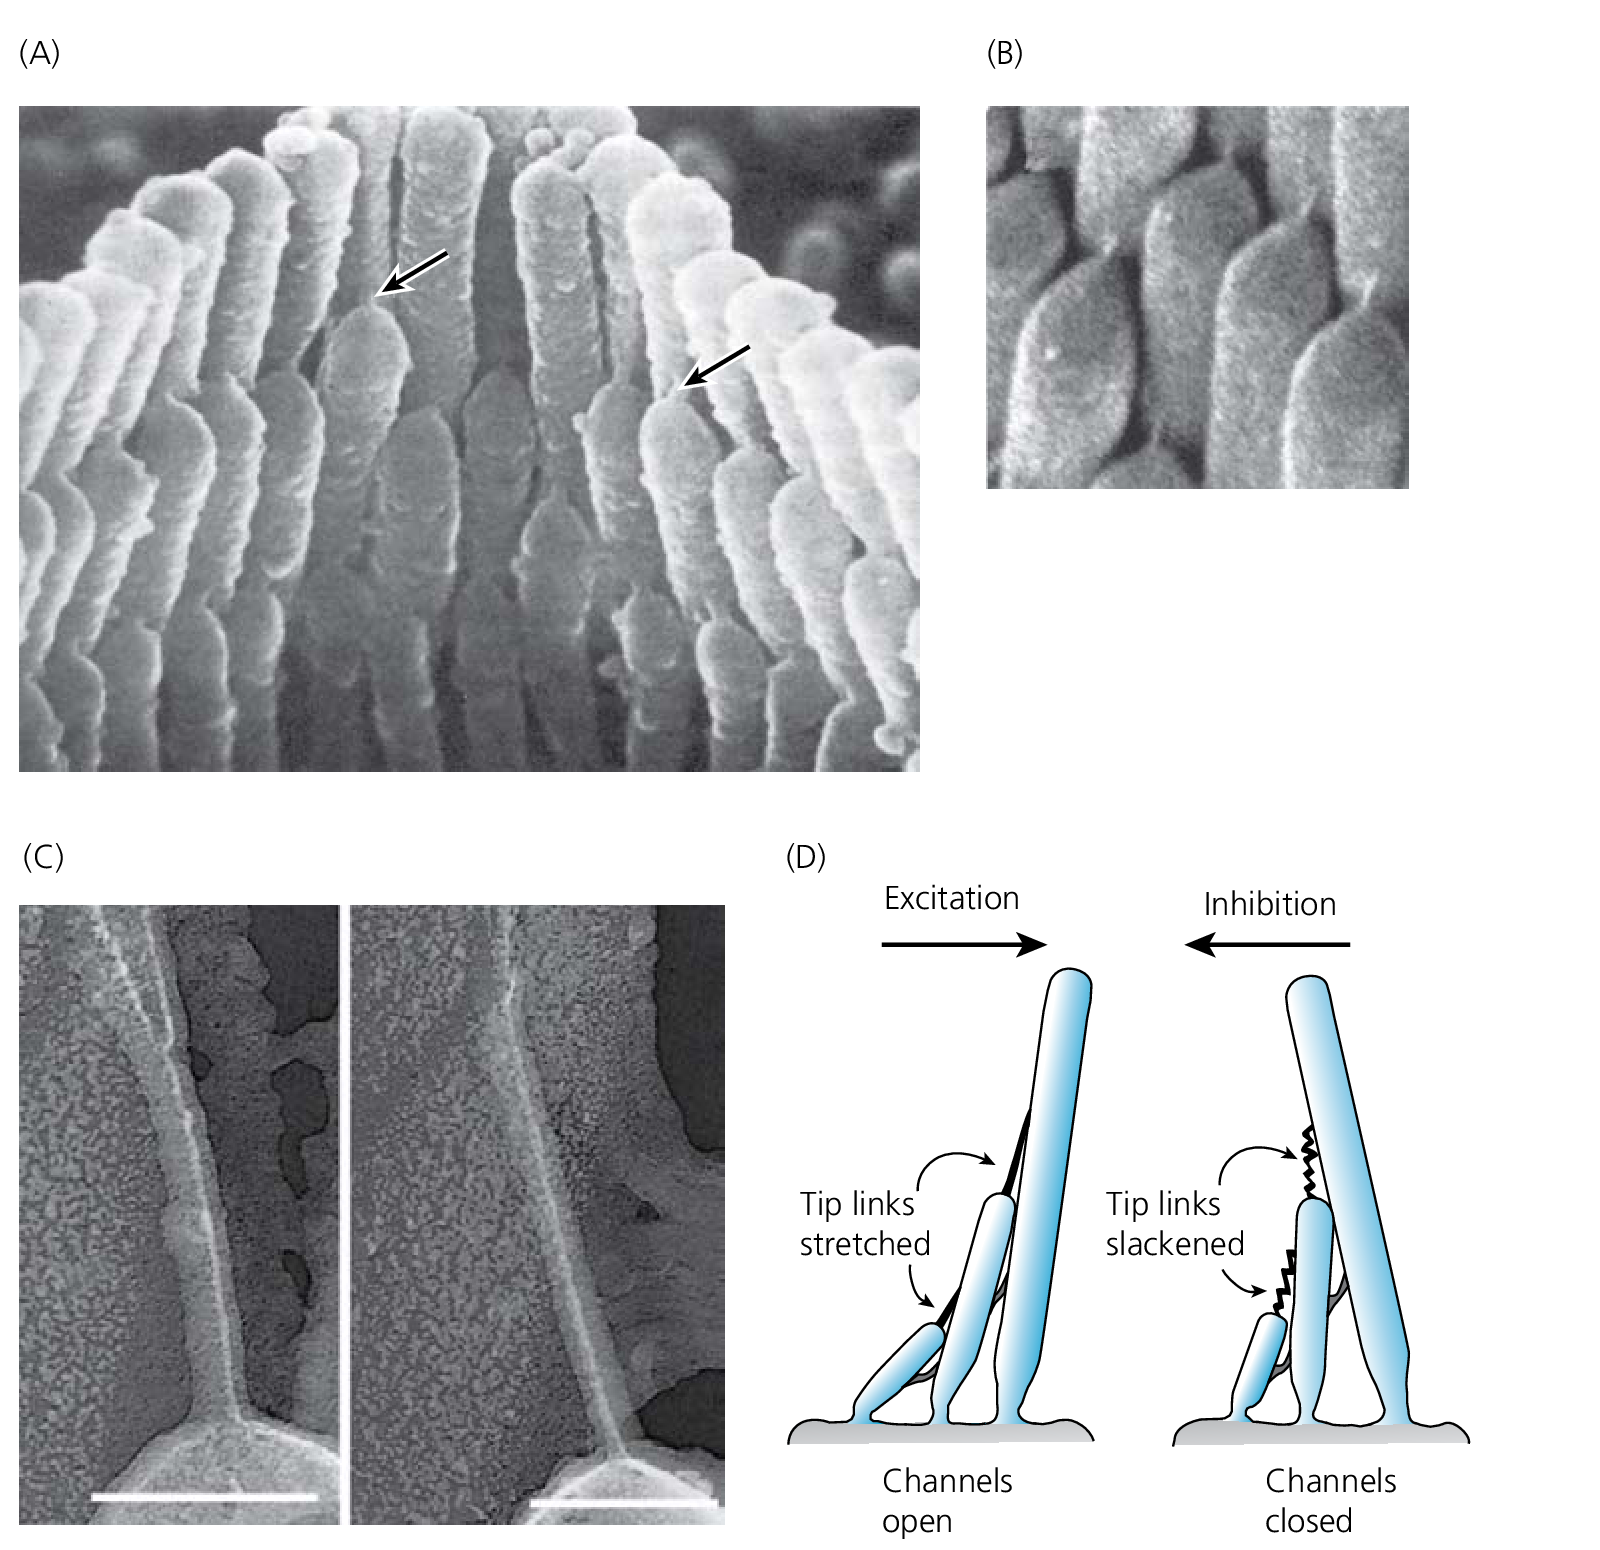 (A)
(B)
(C)
(D)
Excitation
Inhibition
Tip links
stretched
Tip links
slackened
Channels
open
Channels
closed